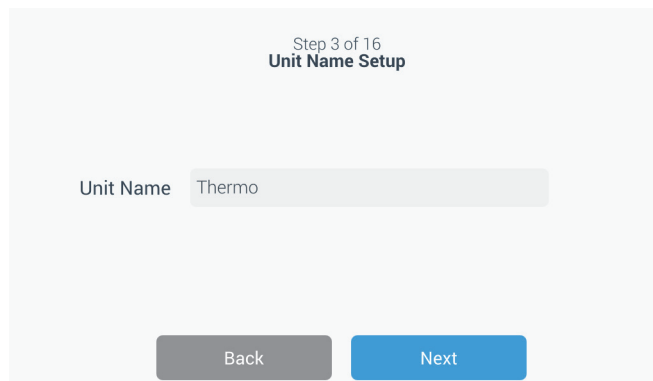 Step 3 of 16
Unit Name Setup
Unit Name Thermo
Back Next